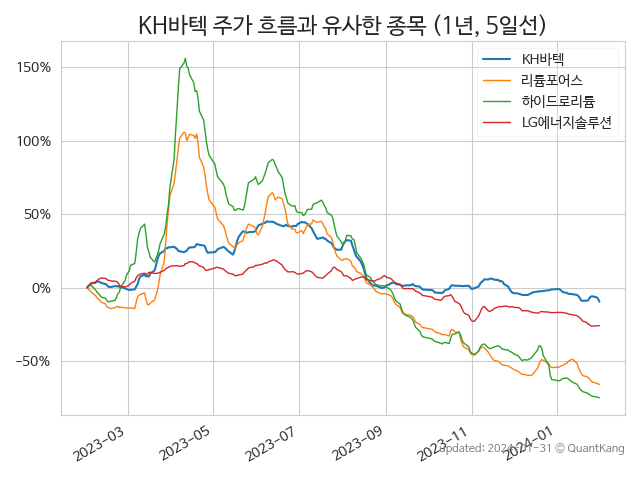 KH바텍 주가 흐름과 유사한 종목 (1년, 5일선)
KH바텍
리튬포어스
하이드로리튬
LG에너지솔루션
150%
100%
50%
0%
−50%
2023−03
2023−05
2023−07
2023−09
2023−11
2024−01
updated: 2024-01-31 © QuantKang